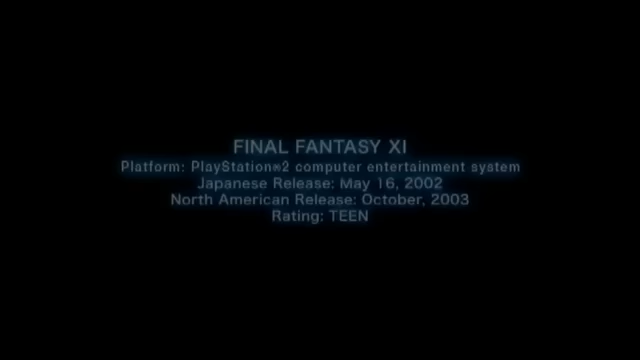 FINAL FANTASY XI
Platform: PlayStation®2 computer entertainment system
Japanese Release: May 16, 2002
North American Release: October, 2003
Rating: TEEN